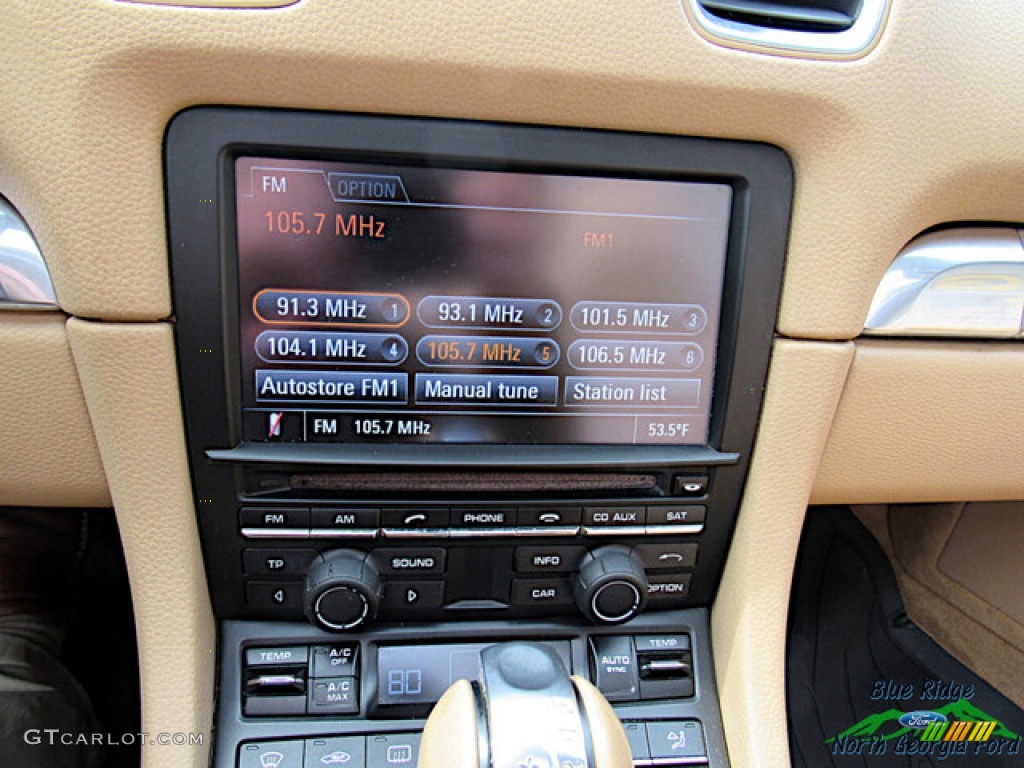 FM OPTION
105.7 MHz
FM1
91.3 MHz 1 93.1 MHz 2 101.5 MHz 3
104.1 MHz 4 105.7 MHz 5 106.5 MHz 6
Autostore FM1 Manual tune Station list
FM 105.7 MHz 53.5°F
FM AM PHONE CD AUX SAT
TP SOUND INFO
CAR OPTION
TEMP A/C OFF AUTO SYNC TEMP
A/C MAX
80
Blue Ridge
Ford
North Georgia Ford
GTCARLOT.COM